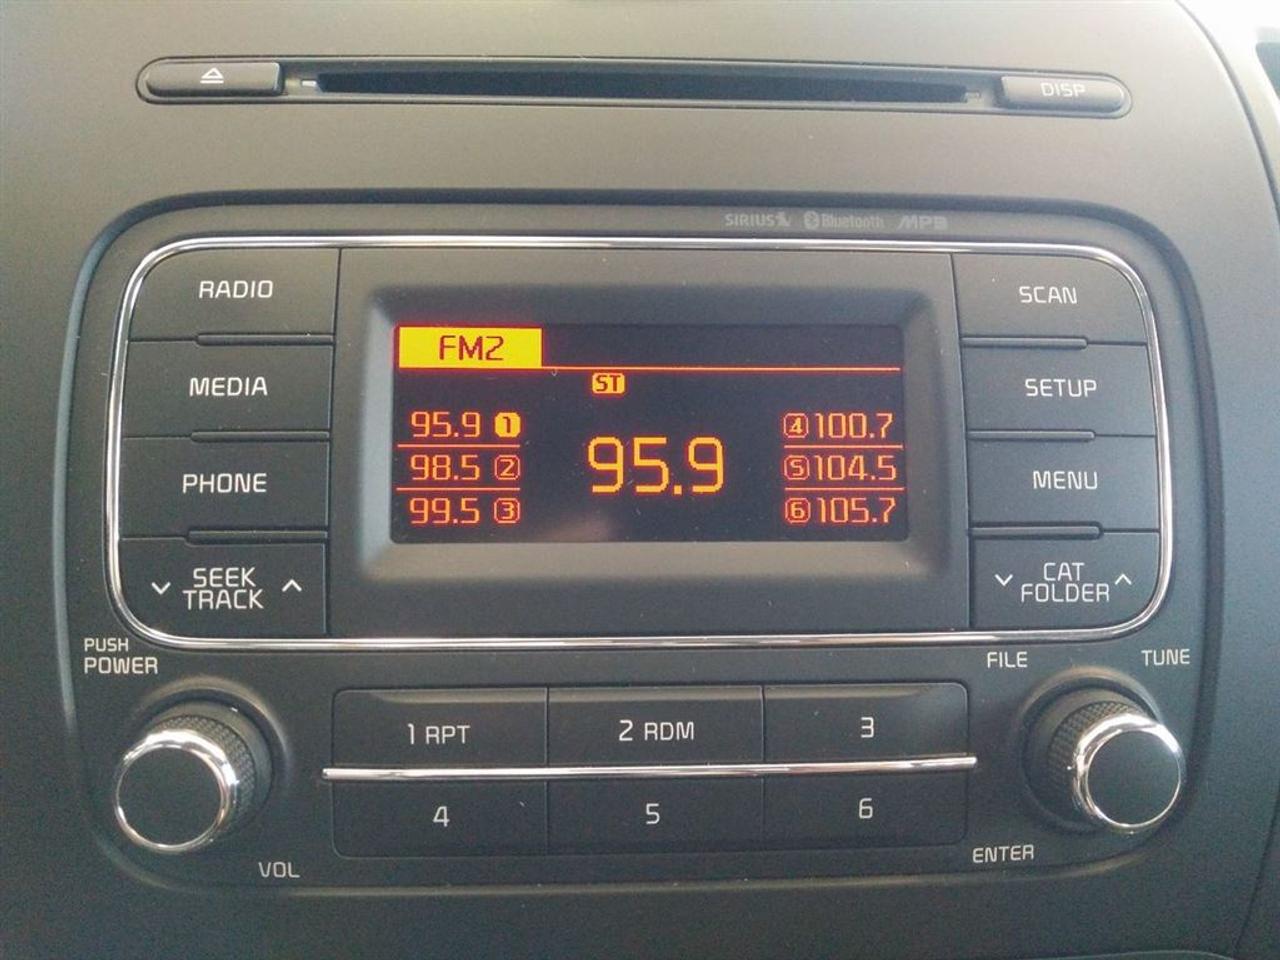 DISP
SIRIUS Bluetooth MP3
RADIO
MEDIA
PHONE
SEEK
TRACK
FM2
ST
95.9 1
98.5 2
99.5 3
95.9
4 100.7
5 104.5
6 105.7
SCAN
SETUP
MENU
CAT
FOLDER
PUSH
POWER
VOL
1 RPT
2 RDM
3
4
5
6
FILE
TUNE
ENTER